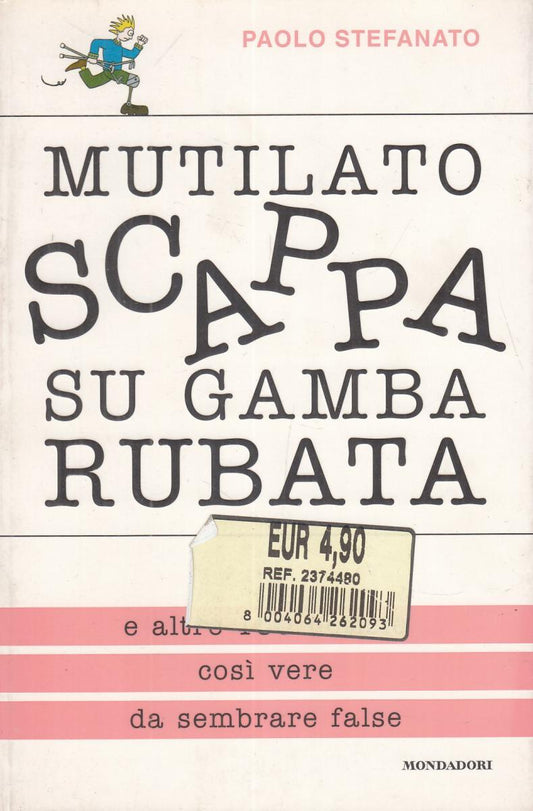 PAOLO STEFANATO
MUTILATO
SCAPPA
SU GAMBA
RUBATA
EUR 4,90
REF. 2374480
8 004064 262093
e altre
così vere
da sembrare false
MONDADORI